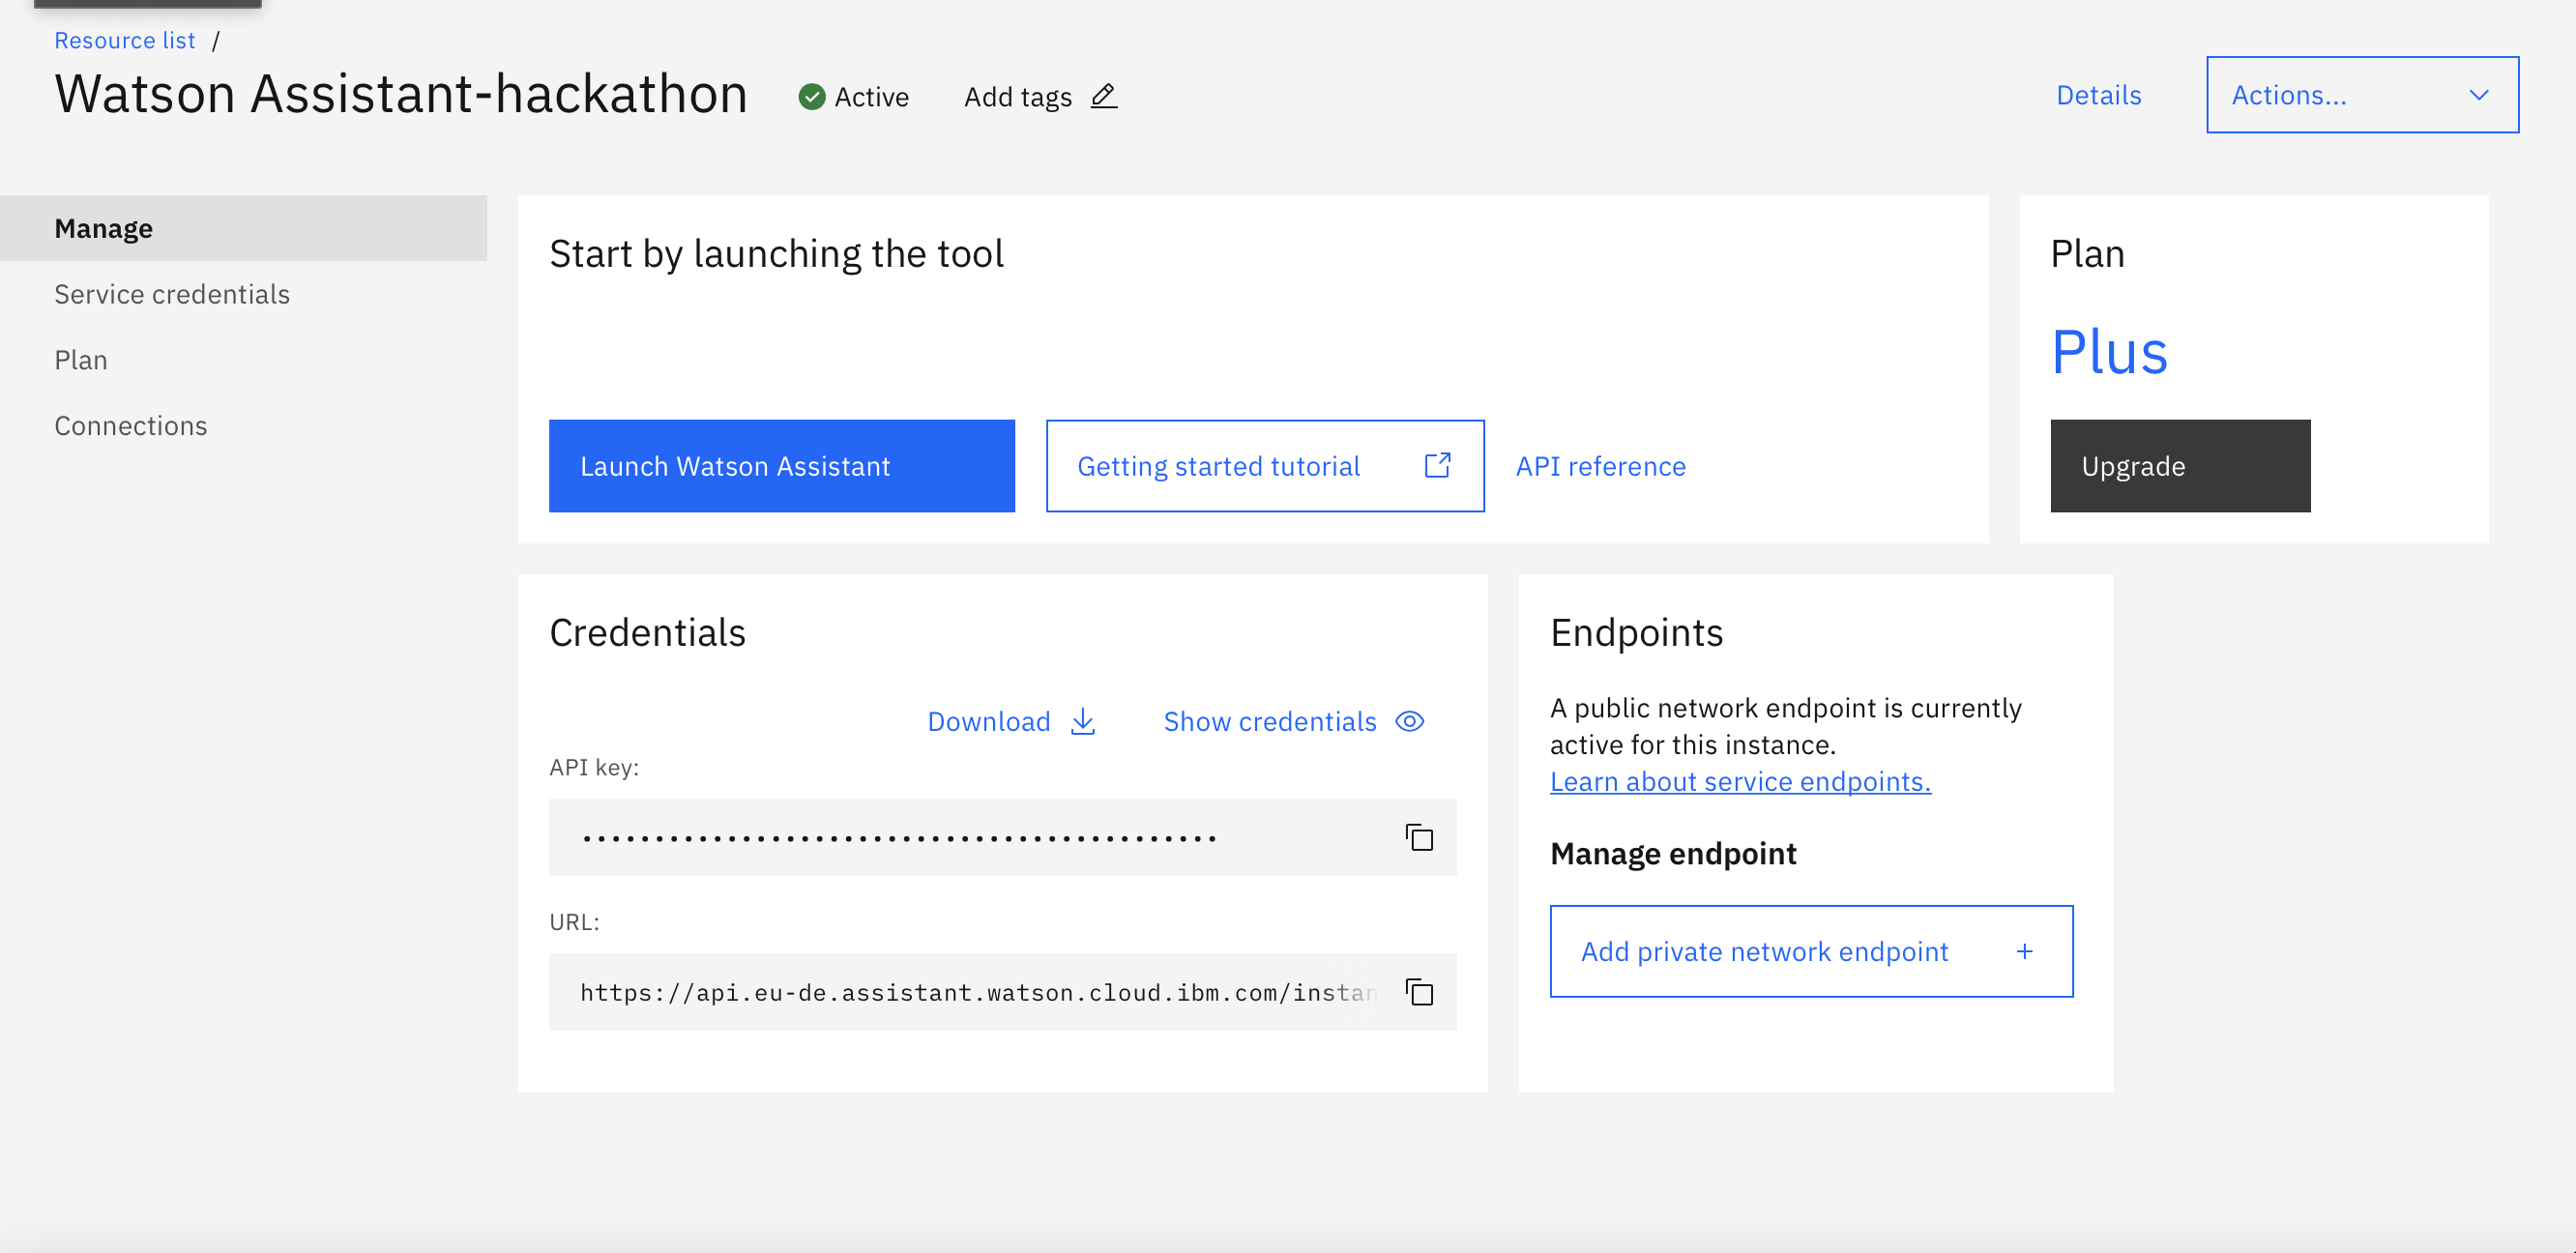 Resource list /
Watson Assistant-hackathon
Active
Add tags
Details
Actions...
Manage
Service credentials
Plan
Connections
Start by launching the tool
Launch Watson Assistant
Getting started tutorial
API reference
Plan
Plus
Upgrade
Credentials
Download
Show credentials
API key:
••••••••••••••••••••••••••••••••••••••••••••
URL:
https://api.eu-de.assistant.watson.cloud.ibm.com/instan
Endpoints
A public network endpoint is currently
active for this instance.
Learn about service endpoints.
Manage endpoint
Add private network endpoint +